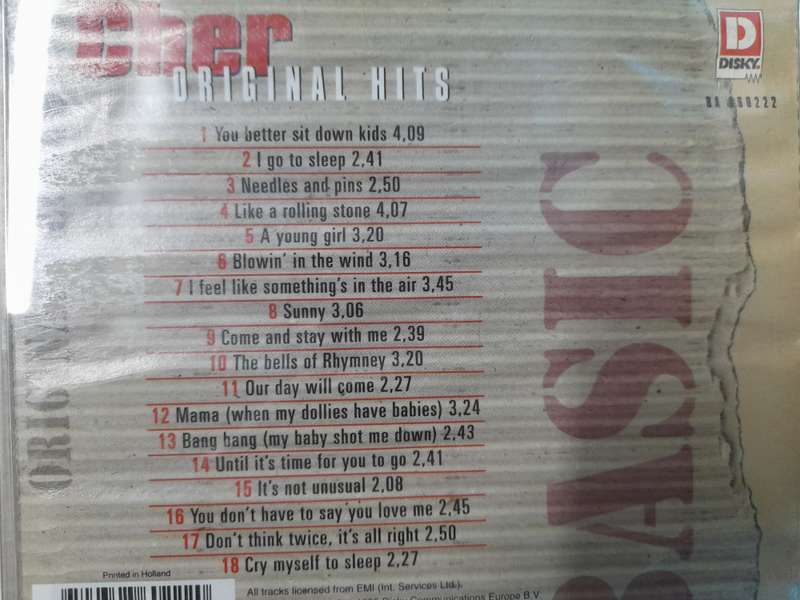 Cher
ORIGINAL HITS
DISKY.
1 You better sit down kids 4,09
2 I go to sleep 2,41
3 Needles and pins 2,50
4 Like a rolling stone 4,07
5 A young girl 3,20
6 Blowin' in the wind 3,16
7 I feel like something's in the air 3,45
8 Sunny 3,06
9 Come and stay with me 2,39
10 The bells of Rhymney 3,20
11 Our day will come 2,27
12 Mama (when my dollies have babies) 3,24
13 Bang bang (my baby shot me down) 2,43
14 Until it's time for you to go 2,41
15 It's not unusual 2,08
16 You don't have to say you love me 2,45
17 Don't think twice, it's all right 2,50
18 Cry myself to sleep 2,27
BASIC
Printed in Holland
All tracks licensed from EMI (Int. Services Ltd.).
Disky Communications Europe B.V.